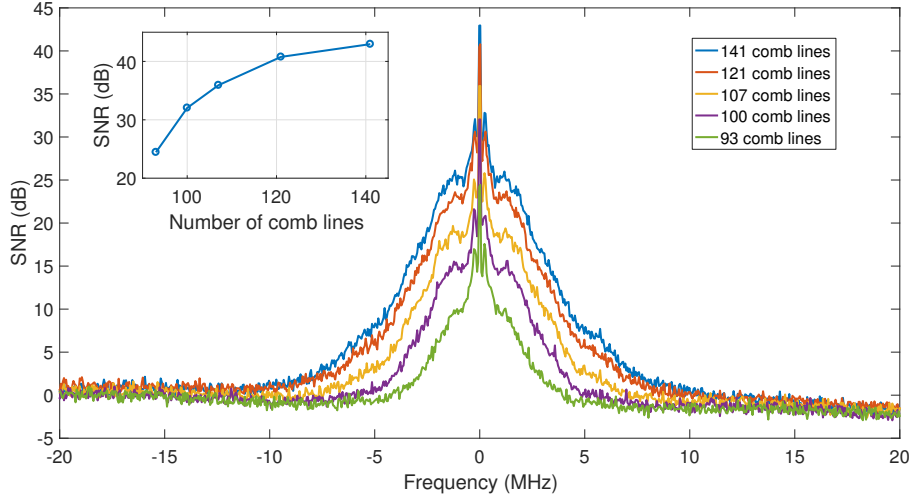 45
40
35
30
25
20
15
10
5
0
-5
SNR (dB)
-20
-15
-10
-5
0
5
10
15
20
Frequency (MHz)
40
30
20
SNR (dB)
100
120
140
Number of comb lines
141 comb lines
121 comb lines
107 comb lines
100 comb lines
93 comb lines